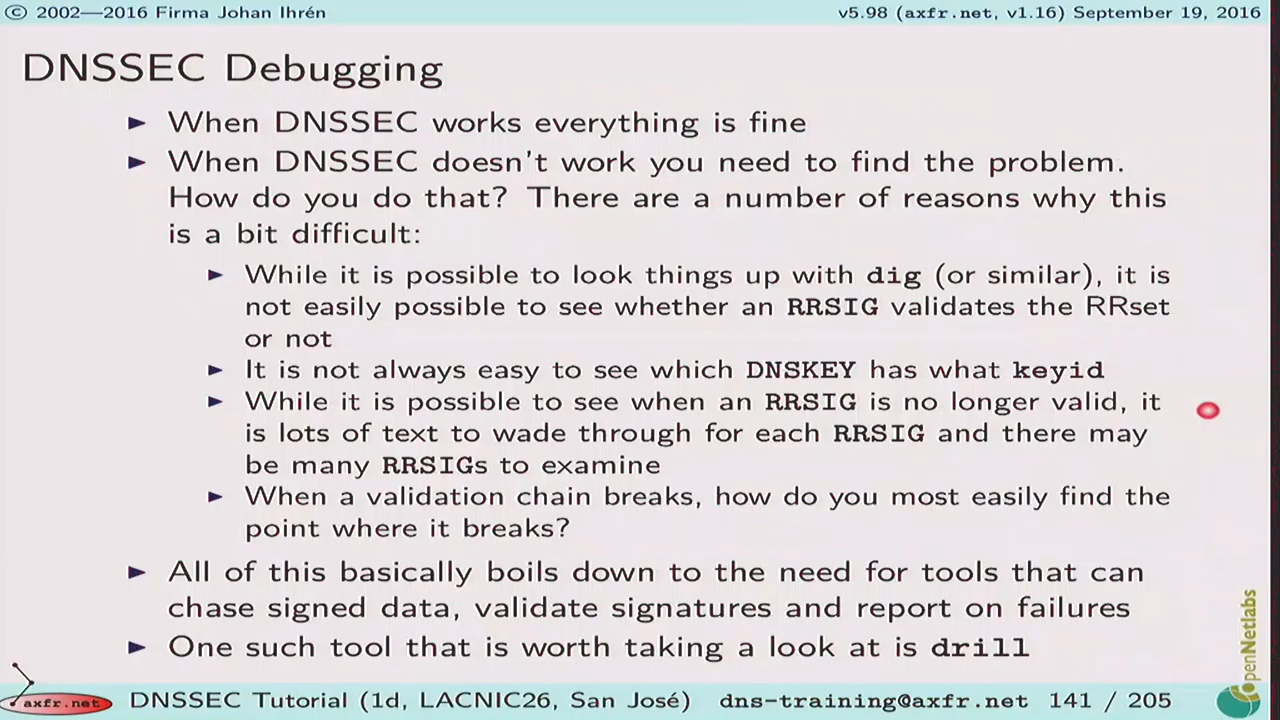 © 2002—2016 Firma Johan Ihrén
v5.98 (axfr.net, v1.16) September 19, 2016
DNSSEC Debugging
► When DNSSEC works everything is fine
► When DNSSEC doesn't work you need to find the problem.
How do you do that? There are a number of reasons why this
is a bit difficult:
► While it is possible to look things up with dig (or similar), it is
not easily possible to see whether an RRSIG validates the RRset
or not
► It is not always easy to see which DNSKEY has what keyid
► While it is possible to see when an RRSIG is no longer valid, it
is lots of text to wade through for each RRSIG and there may
be many RRSIGs to examine
► When a validation chain breaks, how do you most easily find the
point where it breaks?
► All of this basically boils down to the need for tools that can
chase signed data, validate signatures and report on failures
► One such tool that is worth taking a look at is drill
OpenNetlabs
axfr.net
DNSSEC Tutorial (1d, LACNIC26, San José) dns-training@axfr.net 141 / 205